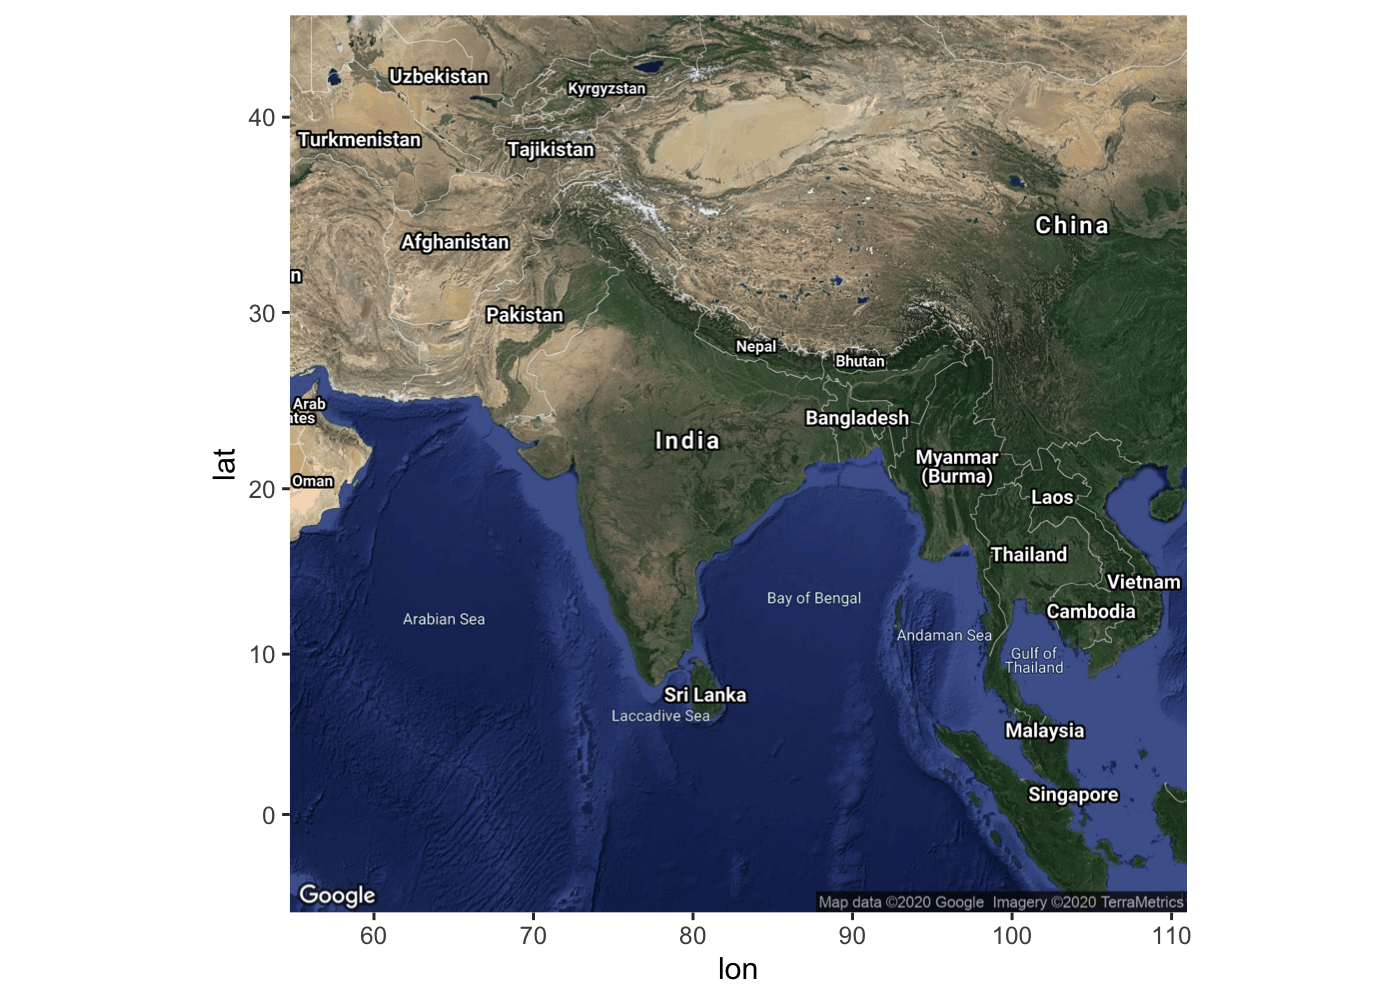 Uzbekistan
Kyrgyzstan
40
Turkmenistan
Tajikistan
China
Afghanistan
n
30
Pakistan
Nepal
Bhutan
Arab
ates
Bangladesh
India
lat
Myanmar
(Burma)
20
Oman
Laos
Thailand
Vietnam
Bay of Bengal
Cambodia
Arabian Sea
Andaman Sea
10
Gulf of
Thailand
Sri Lanka
Laccadive Sea
Malaysia
Singapore
0
Google
Map data ©2020 Google Imagery ©2020 TerraMetrics
60 70 80 90 100 110
lon